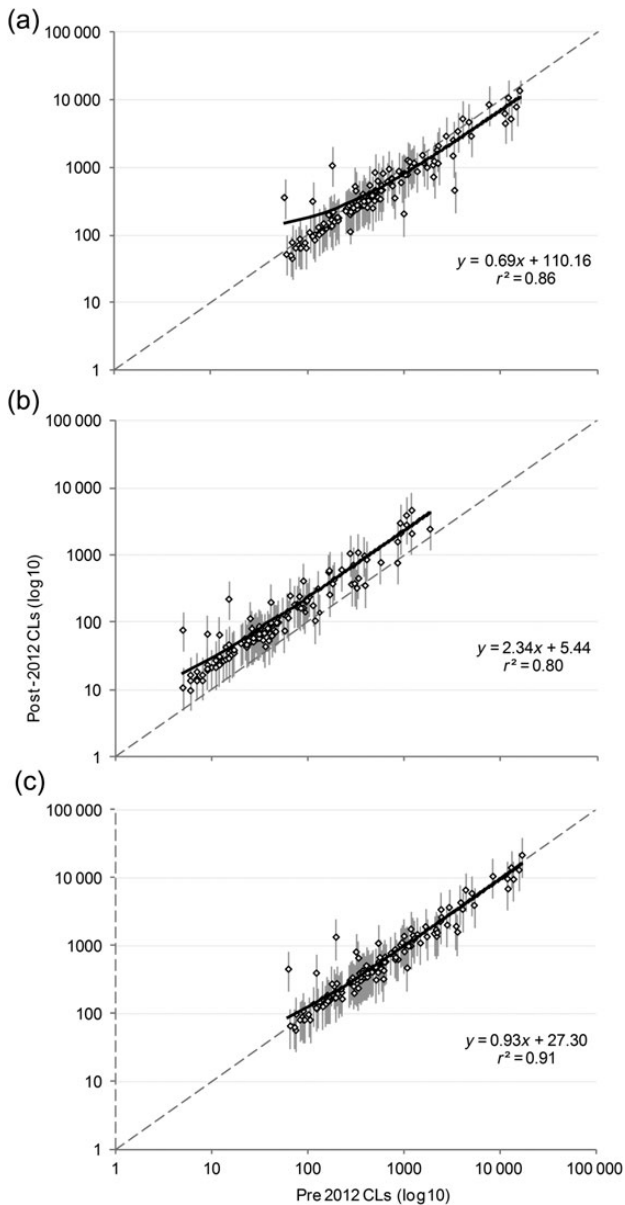 (a)
100 000
10 000
1000
100
10
1
y = 0.69x + 110.16
r² = 0.86
(b)
100 000
10 000
1000
100
10
1
y = 2.34x + 5.44
r² = 0.80
Post-2012 CLs (log10)
(c)
100 000
10 000
1000
100
10
1
y = 0.93x + 27.30
r² = 0.91
1 10 100 1000 10 000 100 000
Pre 2012 CLs (log10)